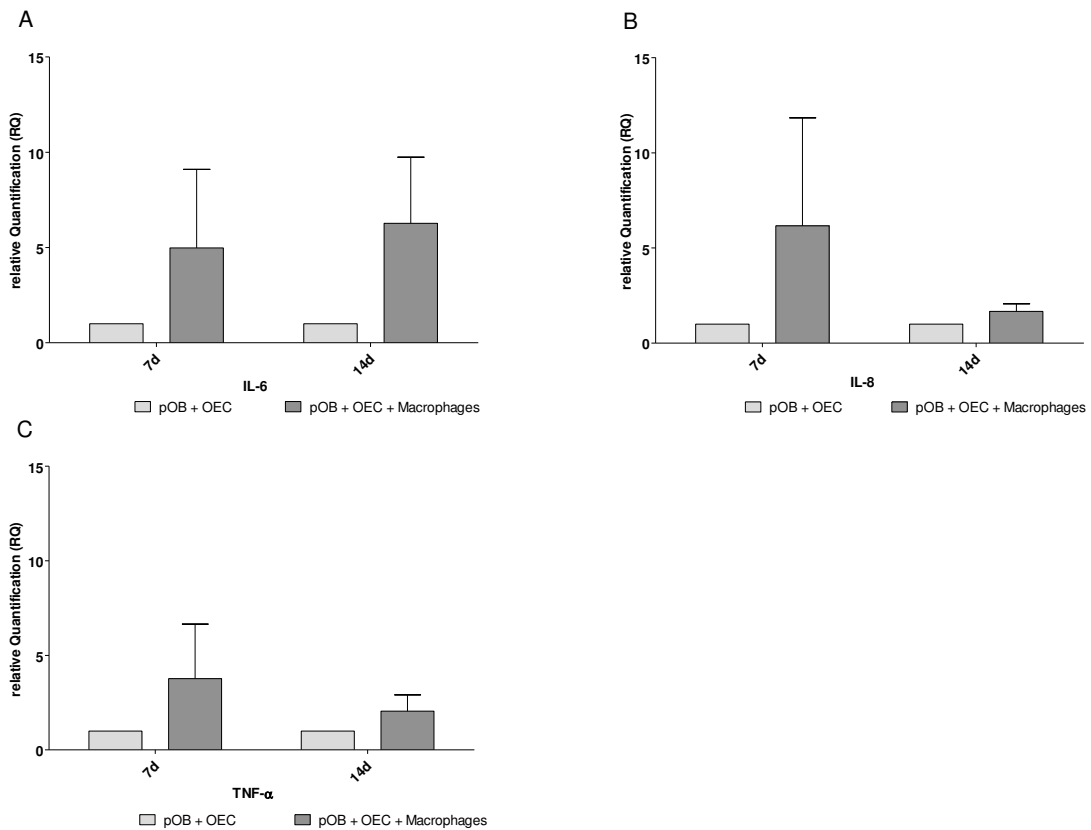 A
15
10
5
0
relative Quantification (RQ)
7d
14d
IL-6
pOB + OEC
pOB + OEC + Macrophages
B
15
10
5
0
relative Quantification (RQ)
7d
14d
IL-8
pOB + OEC
pOB + OEC + Macrophages
C
15
10
5
0
relative Quantification (RQ)
7d
14d
TNF-α
pOB + OEC
pOB + OEC + Macrophages